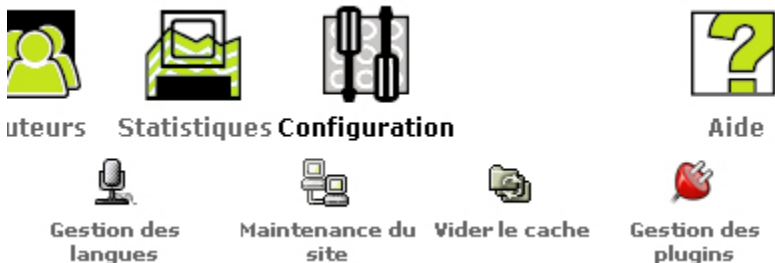 uteurs Statistiques Configuration Aide
Gestion des Maintenance du Vider le cache Gestion des
langues site plugins